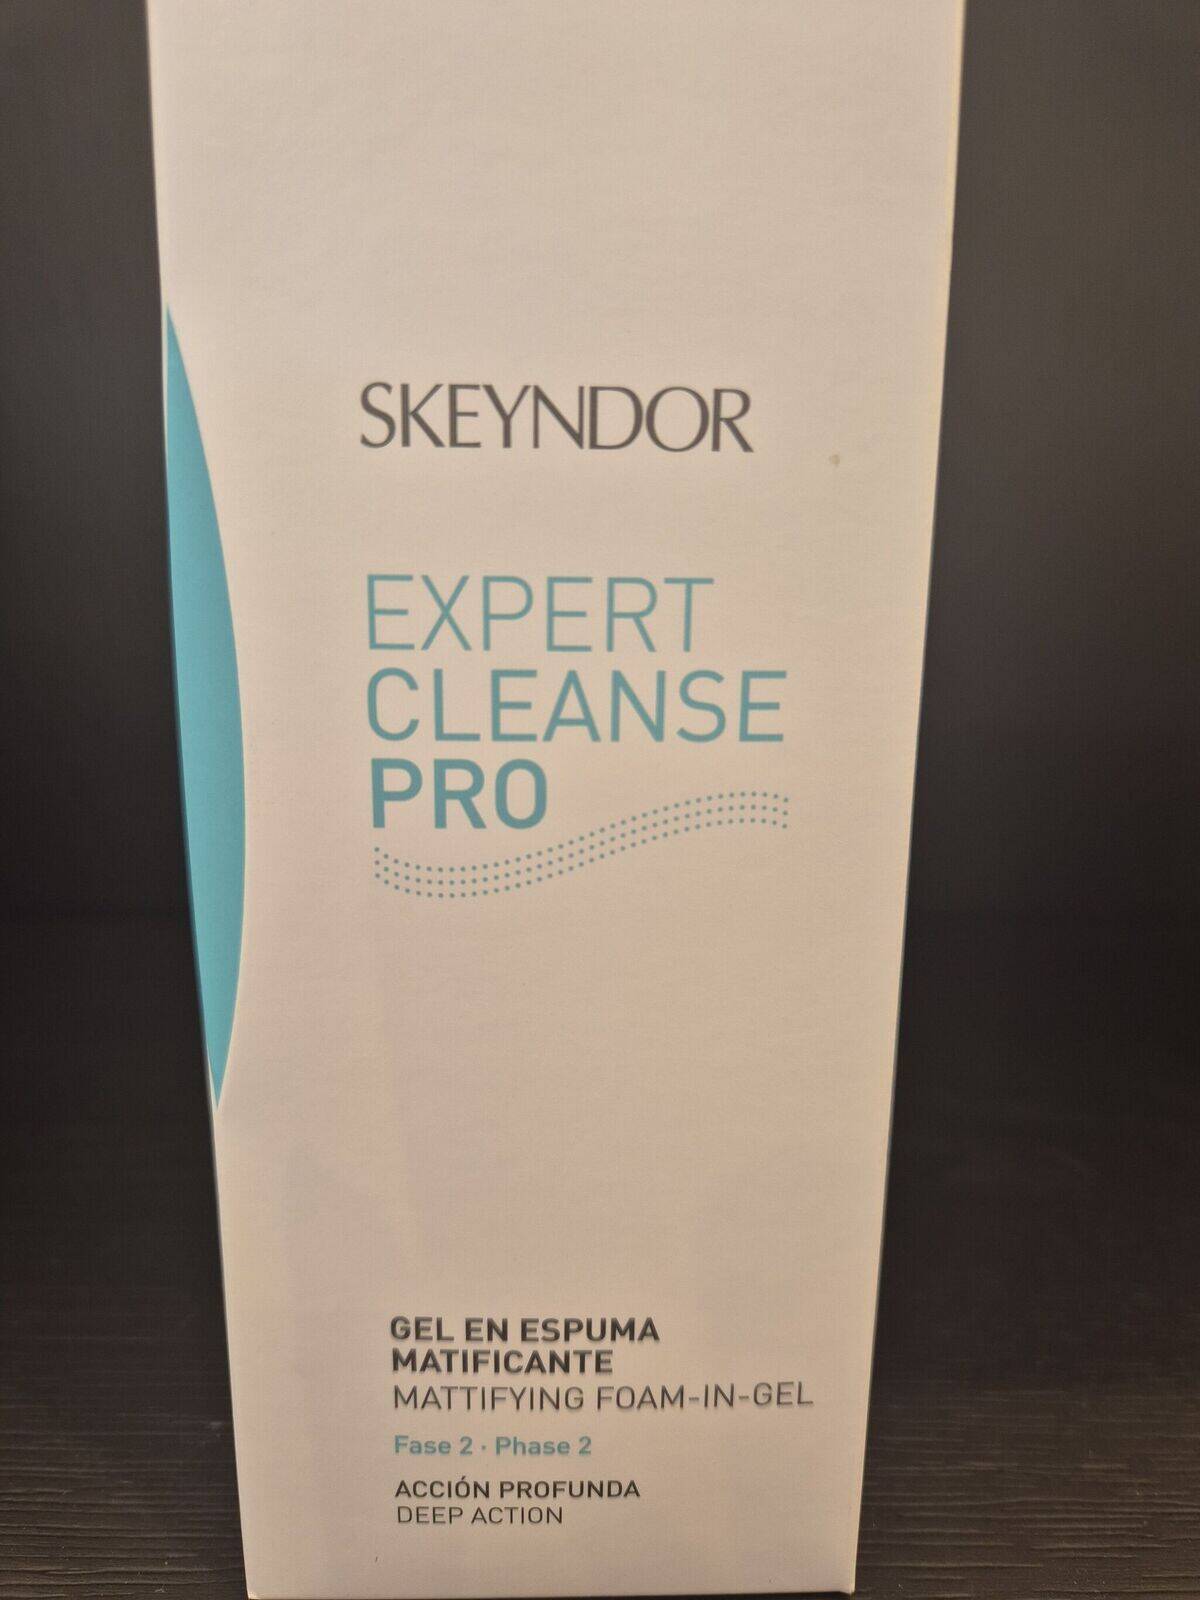 SKEYNDOR
EXPERT
CLEANSE
PRO
GEL EN ESPUMA
MATIFICANTE
MATTIFYING FOAM-IN-GEL
Fase 2 · Phase 2
ACCIÓN PROFUNDA
DEEP ACTION